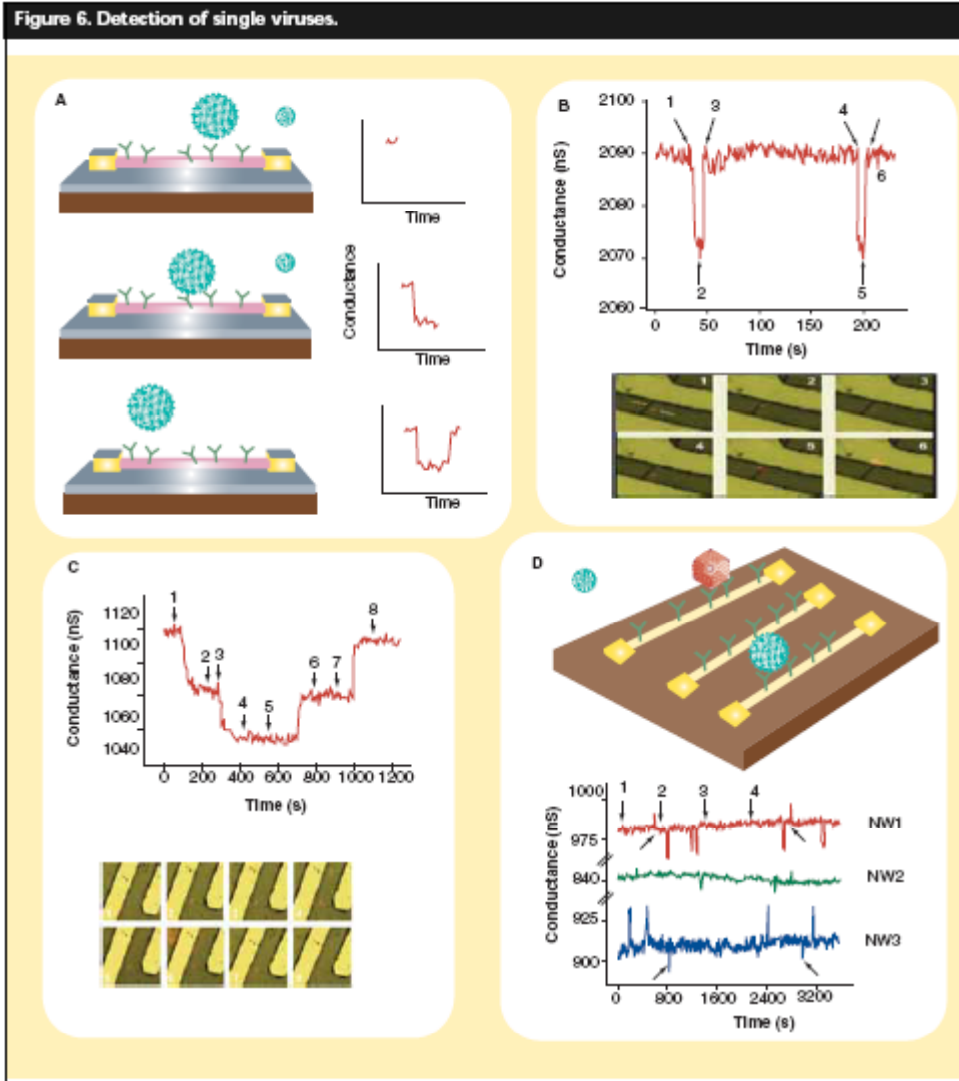 Figure 6. Detection of single viruses.
A
Time
Conductance
Time
Time
B
2100
2090
2080
2070
2060
Conductance (nS)
1 3 4
6
2 5
0 50 100 150 200
Time (s)
1 2 3
4 5 6
C
1120
1100
1080
1060
1040
Conductance (nS)
1
2 3
4 5
6 7
8
0 200 400 600 800 1000 1200
Time (s)
D
1000
975
840
925
900
Conductance (nS)
1 2 3 4
NW1
NW2
NW3
0 800 1600 2400 3200
Time (s)